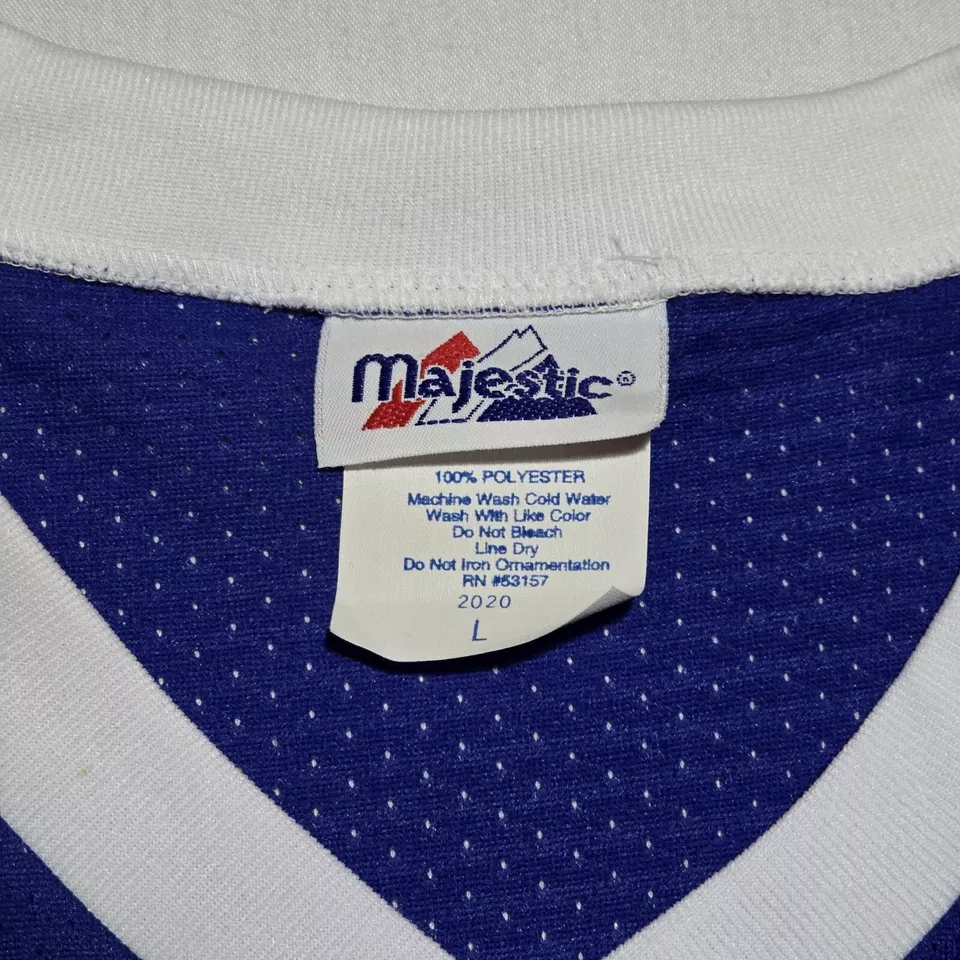 Majestic®
100% POLYESTER
Machine Wash Cold Water
Wash With Like Color
Do Not Bleach
Line Dry
Do Not Iron Ornamentation
RN #53157
2020
L